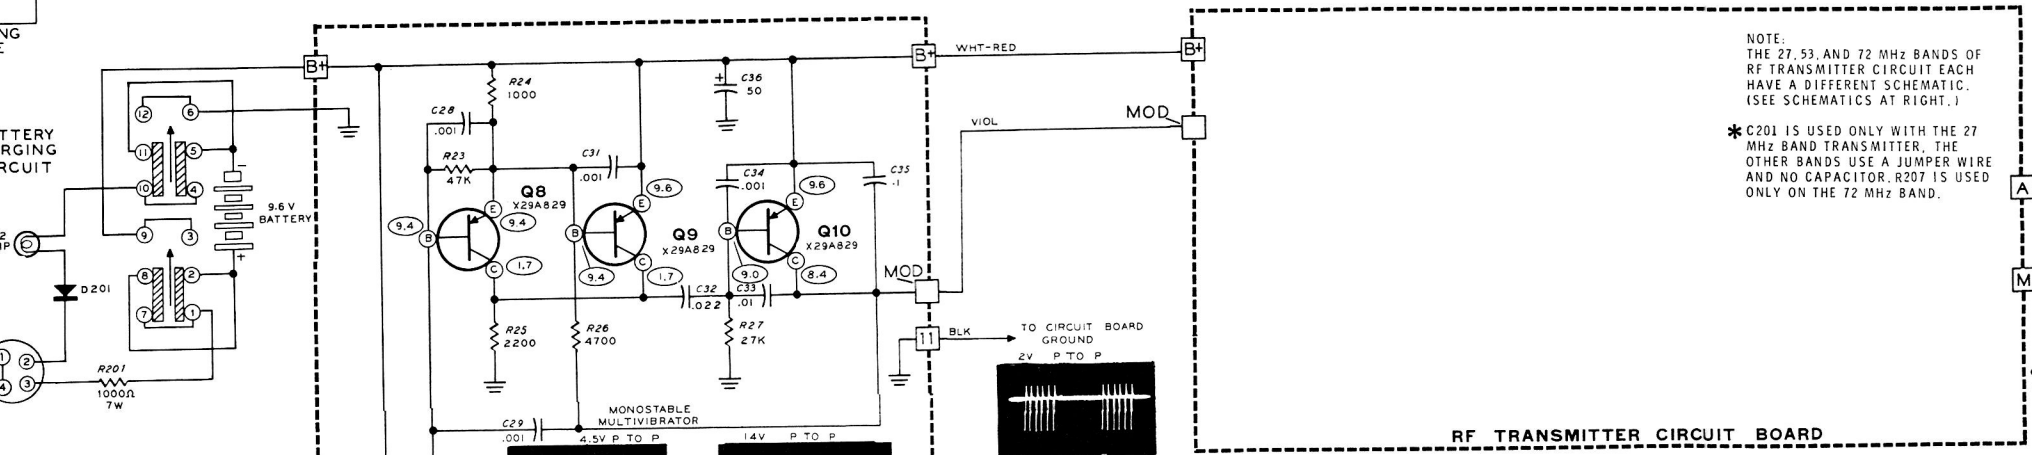 NG
E
TTERY
RGING
RCUIT
2
D201
R201
1000Ω
7W
12
6
11
5
10
4
9
3
8
2
7
1
1
2
4
3
−
9.6 V
BATTERY
+
B+
R24
1000
C28
.001
R23
47K
C31
.001
Q8
X29A829
9.4
B
E
9.4
C
1.7
R25
2200
9.6
E
B
Q9
X29A829
9.4
C
1.7
R26
4700
+
C36
50
C34
.001
C35
.1
9.6
E
B
Q10
X29A829
9.0
C
8.4
C32
.022
C33
.01
R27
27K
C29
.001
MONOSTABLE
MULTIVIBRATOR
4.5V P TO P
14V P TO P
B+
WHT-RED
B+
VIOL
MOD
MOD
11
BLK
TO CIRCUIT BOARD
GROUND
2V P TO P
NOTE:
THE 27, 53, AND 72 MHz BANDS OF
RF TRANSMITTER CIRCUIT EACH
HAVE A DIFFERENT SCHEMATIC.
(SEE SCHEMATICS AT RIGHT.)
* C201 IS USED ONLY WITH THE 27
MHz BAND TRANSMITTER, THE
OTHER BANDS USE A JUMPER WIRE
AND NO CAPACITOR. R207 IS USED
ONLY ON THE 72 MHz BAND.
A
M
RF TRANSMITTER CIRCUIT BOARD